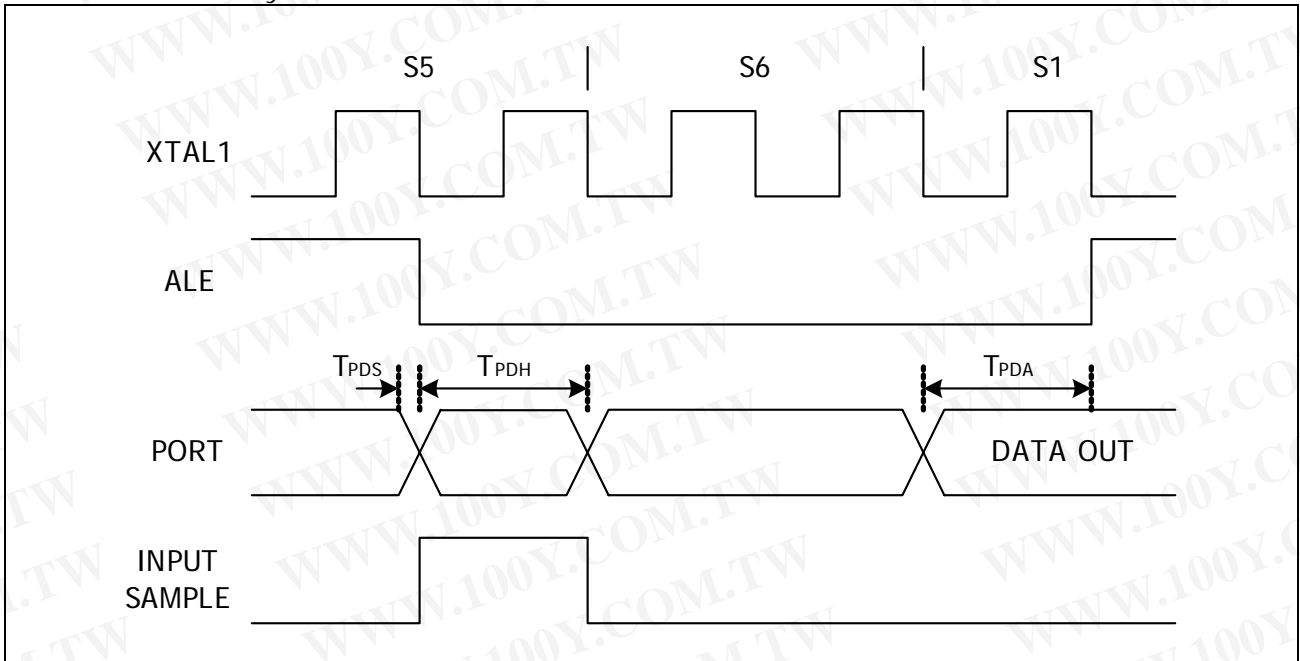 S5 S6 S1
XTAL1
ALE
TPDS TPDH TPDA
PORT DATA OUT
INPUT
SAMPLE
WWW.100Y.COM.TW